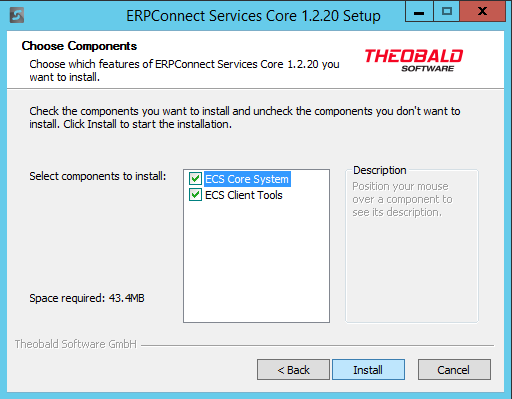 ERPConnect Services Core 1.2.20 Setup
Choose Components
Choose which features of ERPConnect Services Core 1.2.20 you
want to install.
THEOBALD
SOFTWARE
Check the components you want to install and uncheck the components you don't want to
install. Click Install to start the installation.
Select components to install:
ECS Core System
ECS Client Tools
Description
Position your mouse
over a component to
see its description.
Space required: 43.4MB
Theobald Software GmbH
< Back
Install
Cancel